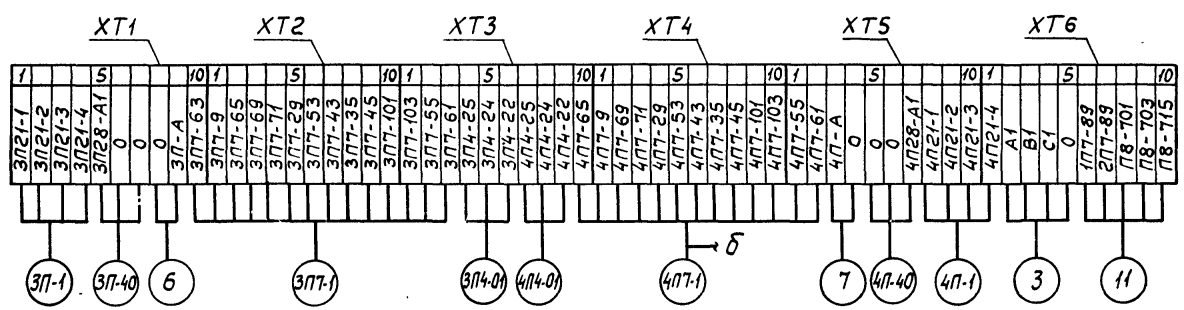 XT1 XT2 XT3 XT4 XT5 XT6
1 5 10 1 5 10 1 5 10 1 5 10 1 5 10 1 5 10
3П21-1
3П21-2
3П21-3
3П21-4
3П28-А1
0
0
0
3П-А
3П7-63
3П7-9
3П7-65
3П7-69
3П7-71
3П7-29
3П7-53
3П7-43
3П7-35
3П7-45
3П7-101
3П7-103
3П7-55
3П7-61
3П4-25
3П4-24
3П4-22
4П4-25
4П4-24
4П4-22
4П7-65
4П7-9
4П7-69
4П7-71
4П7-29
4П7-53
4П7-43
4П7-35
4П7-45
4П7-101
4П7-103
4П7-55
4П7-61
4П-А
0
0
0
4П28-А1
4П21-1
4П21-2
4П21-3
4П21-4
А1
В1
С1
0
1П7-89
2П7-89
П8-701
П8-703
П8-715
б
3П-1 3П-40 6 3П7-1 3П4-01 4П4-01 4П7-1 7 4П-40 4П-1 3 11